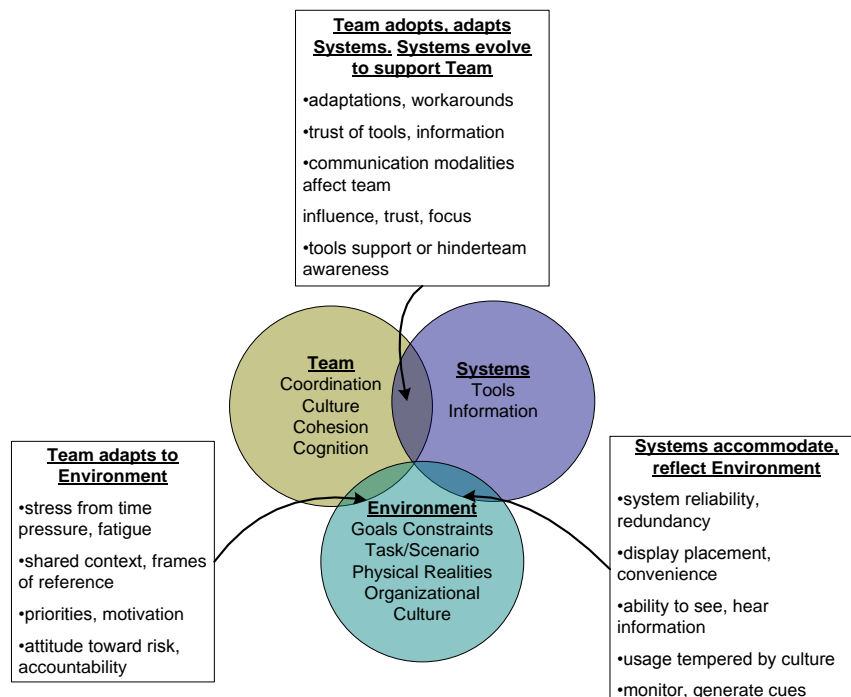 Team adopts, adapts
Systems. Systems evolve
to support Team
•adaptations, workarounds
•trust of tools, information
•communication modalities
affect team
influence, trust, focus
•tools support or hinderteam
awareness
Team
Coordination
Culture
Cohesion
Cognition
Systems
Tools
Information
Team adapts to
Environment
•stress from time
pressure, fatigue
•shared context, frames
of reference
•priorities, motivation
•attitude toward risk,
accountability
Environment
Goals Constraints
Task/Scenario
Physical Realities
Organizational
Culture
Systems accommodate,
reflect Environment
•system reliability,
redundancy
•display placement,
convenience
•ability to see, hear
information
•usage tempered by culture
•monitor, generate cues